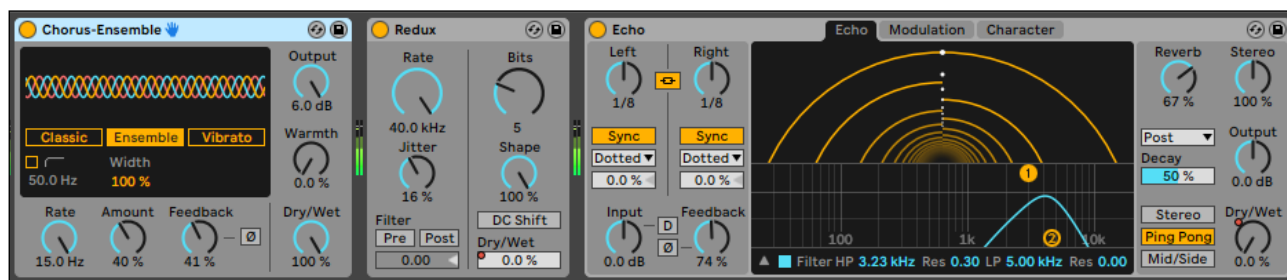 Chorus-Ensemble
Output
6.0 dB
Classic
Ensemble
Vibrato
Warmth
0.0 %
50.0 Hz
Width
100 %
Rate
Amount
Feedback
Dry/Wet
15.0 Hz
40 %
41 %
Ø
100 %
Redux
Rate
Bits
40.0 kHz
5
Jitter
Shape
16 %
100 %
Filter
DC Shift
Pre
Post
Dry/Wet
0.00
0.0 %
Echo
Echo
Modulation
Character
Left
Right
1/8
1/8
Sync
Sync
Dotted
Dotted
0.0 %
0.0 %
Input
D
Feedback
Ø
0.0 dB
74 %
1
2
100
1k
10k
Filter HP 3.23 kHz Res 0.30 LP 5.00 kHz Res 0.00
Reverb
Stereo
67 %
100 %
Post
Output
Decay
50 %
0.0 dB
Stereo
Dry/Wet
Ping Pong
Mid/Side
0.0 %